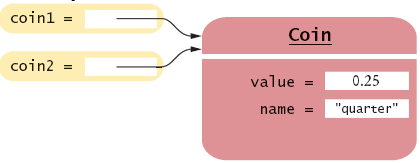 coin1 =
coin2 =
Coin
value = 0.25
name = "quarter"